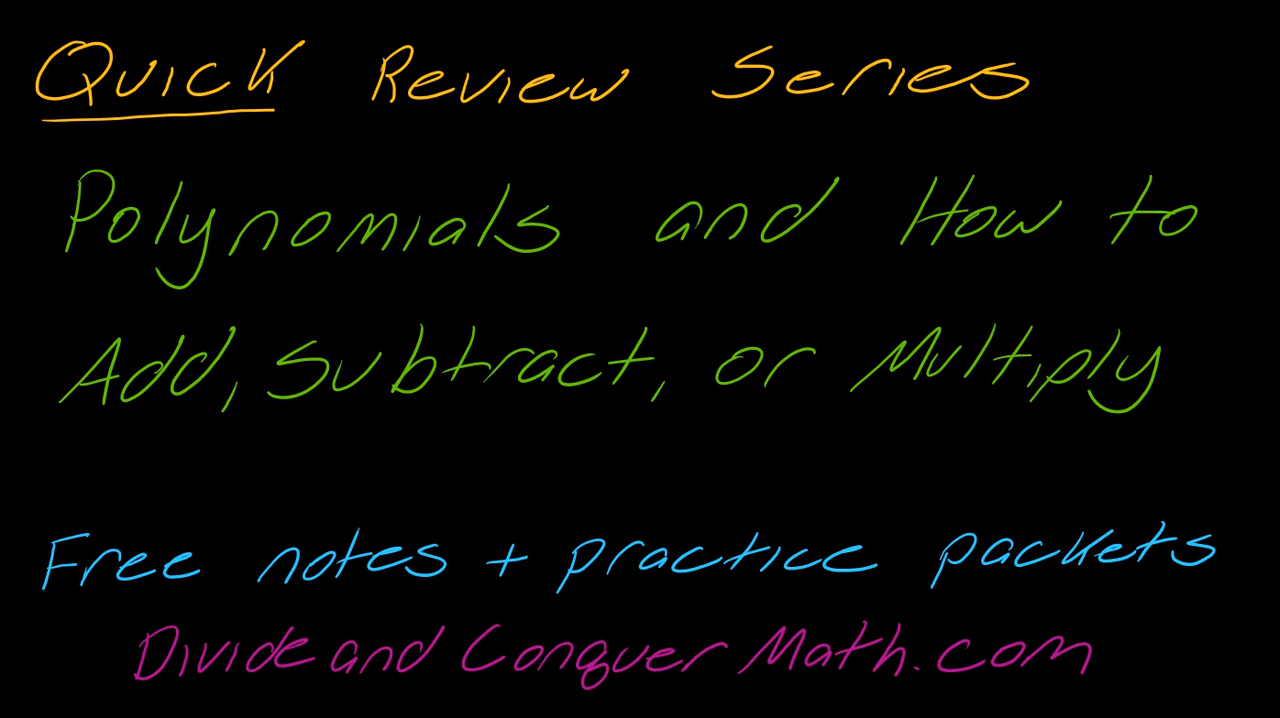 Quick Review Series
Polynomials and How to
Add, Subtract, or Multiply
Free notes + practice packets
DivideandConquerMath.com